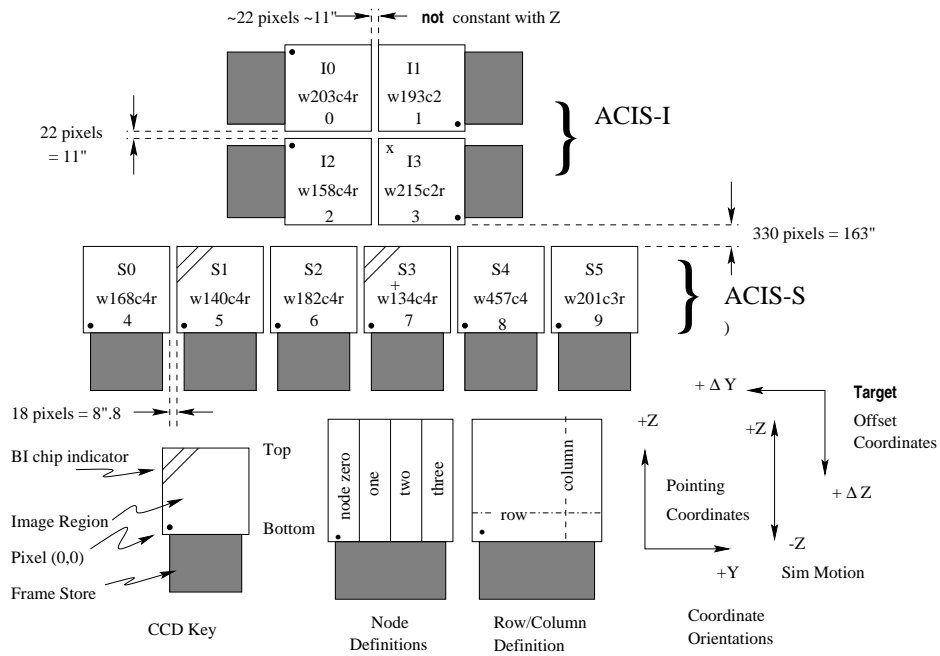 ~22 pixels ~11"
not constant with Z
I0
w203c4r
0
I1
w193c2
1
ACIS-I
22 pixels
= 11"
I2
w158c4r
2
x
I3
w215c2r
3
330 pixels = 163"
S0
w168c4r
4
S1
w140c4r
5
S2
w182c4r
6
S3
+
w134c4r
7
S4
w457c4
8
S5
w201c3r
9
ACIS-S
)
18 pixels = 8".8
BI chip indicator
Image Region
Pixel (0,0)
Frame Store
Top
Bottom
CCD Key
node zero
one
two
three
Node
Definitions
column
row
Row/Column
Definition
+ Δ Y
Target
Offset
Coordinates
+ Δ Z
+Z
+Z
Pointing
Coordinates
-Z
+Y
Sim Motion
Coordinate
Orientations